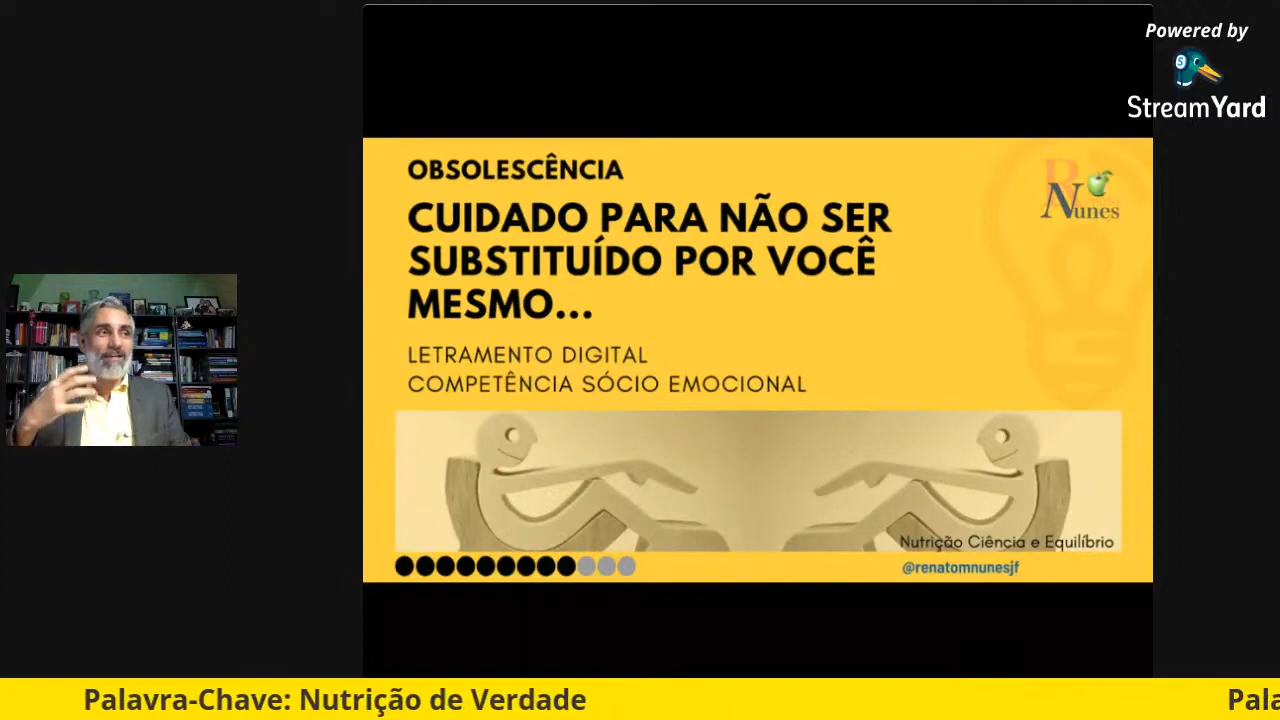 Powered by
StreamYard
OBSOLESCÊNCIA
CUIDADO PARA NÃO SER
SUBSTITUÍDO POR VOCÊ
MESMO...
R
Nunes
LETRAMENTO DIGITAL
COMPETÊNCIA SÓCIO EMOCIONAL
Nutrição Ciência e Equilíbrio
@renatomnunesjf
Palavra-Chave: Nutrição de Verdade
Pala